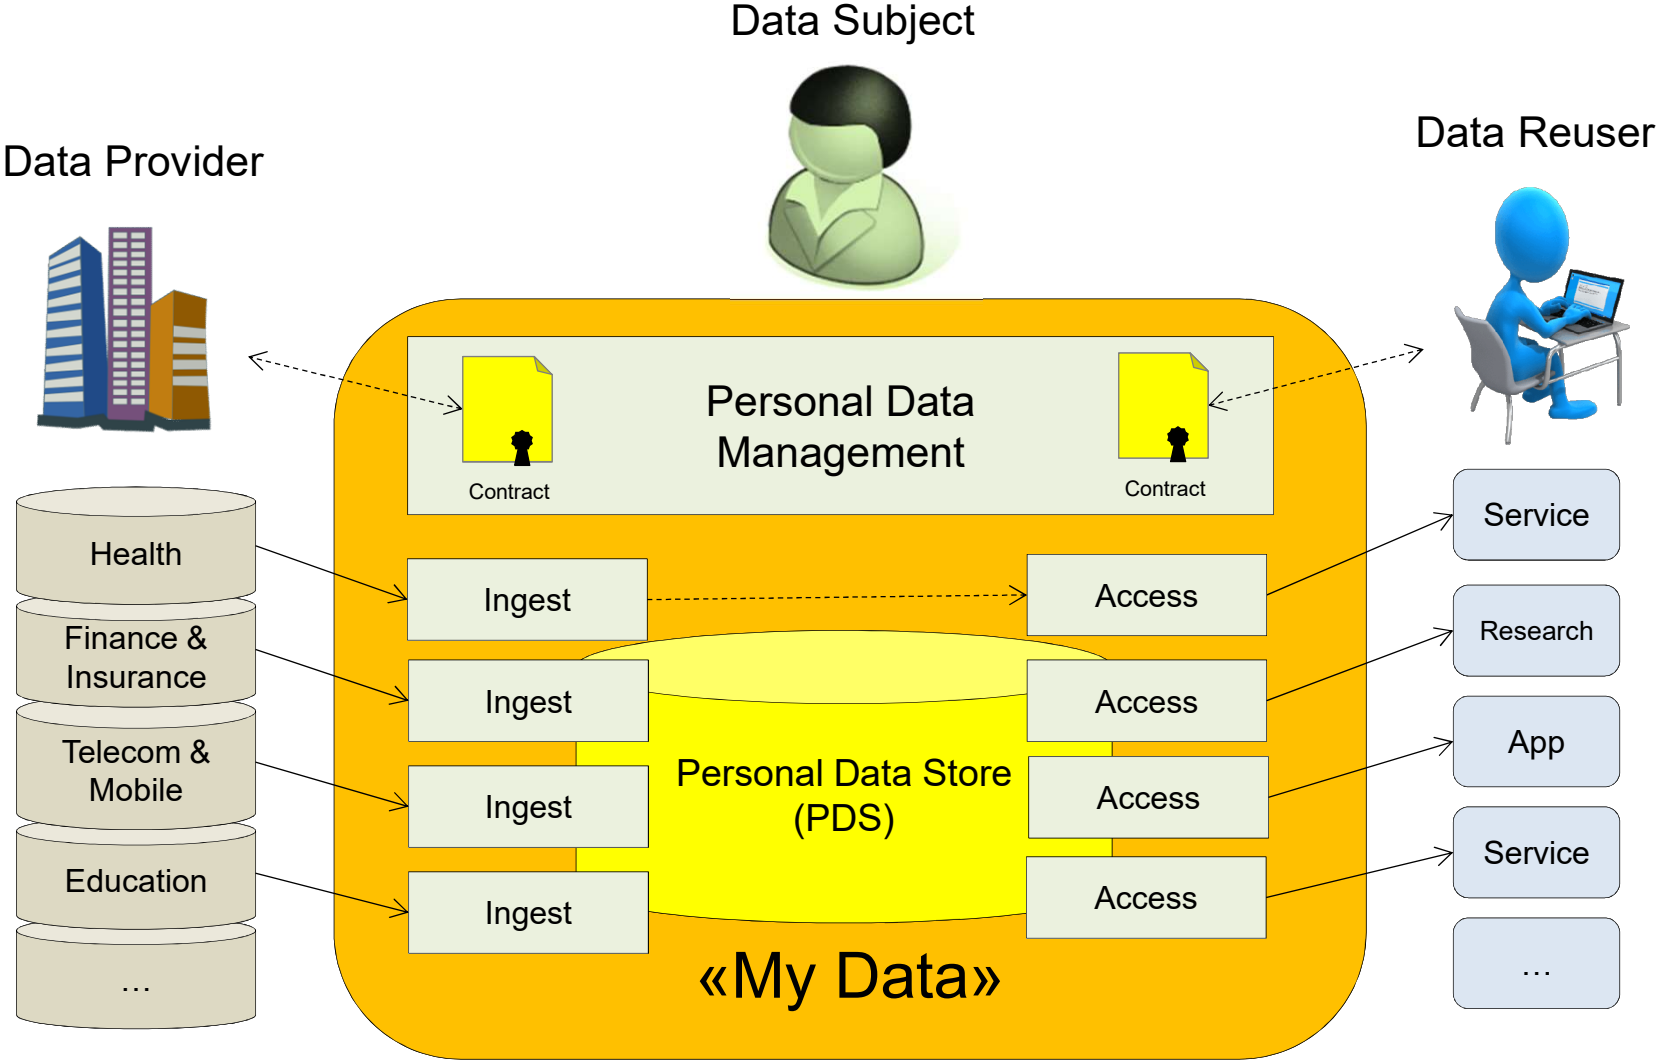 Data Subject
Data Provider
Data Reuser
Personal Data
Management
Contract
Contract
Health
Finance &
Insurance
Telecom &
Mobile
Education
...
Ingest
Ingest
Ingest
Ingest
Personal Data Store
(PDS)
Access
Access
Access
Access
«My Data»
Service
Research
App
Service
...